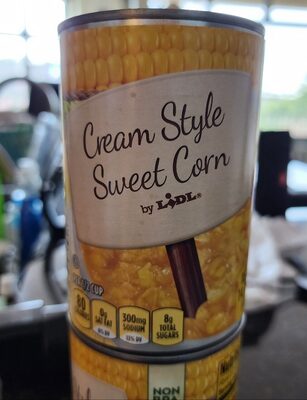 Cream Style
Sweet Corn
by LiDL®
CUP
80
0g
SAT FAT
0% DV
300mg
SODIUM
13% DV
8g
TOTAL
SUGARS
NON